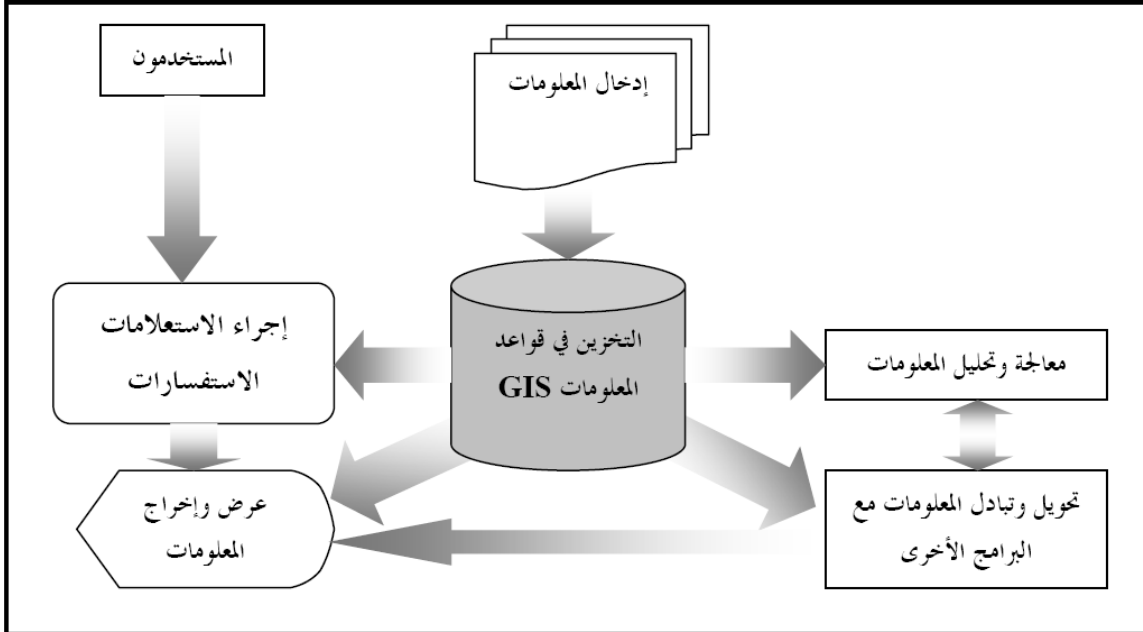 المستخدمون
إدخال المعلومات
إجراء الاستعلامات
الاستفسارات
التخزين في قواعد
المعلومات GIS
معالجة وتحليل المعلومات
عرض وإخراج
المعلومات
تحويل وتبادل المعلومات مع
البرامج الأخرى